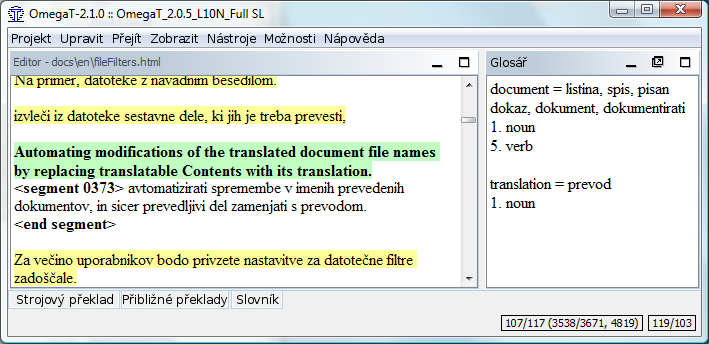 OmegaT-2.1.0 :: OmegaT_2.0.5_L10N_Full SL
Projekt Upravit Přejít Zobrazit Nástroje Možnosti Nápověda
Editor - docs\en\fileFilters.html
Na primer, datoteke z navadnim besedilom.
izvleči iz datoteke sestavne dele, ki jih je treba prevesti,
Automating modifications of the translated document file names
by replacing translatable Contents with its translation.
<segment 0373> avtomatizirati spremembe v imenih prevedenih
dokumentov, in sicer prevedljivi del zamenjati s prevodom.
<end segment>
Za večino uporabnikov bodo privzete nastavitve za datotečne filtre
zadoščale.
Glosář
document = listina, spis, pisan
dokaz, dokument, dokumentirati
1. noun
5. verb
translation = prevod
1. noun
Strojový překlad Přibližné překlady Slovník
107/117 (3538/3671, 4819) 119/103